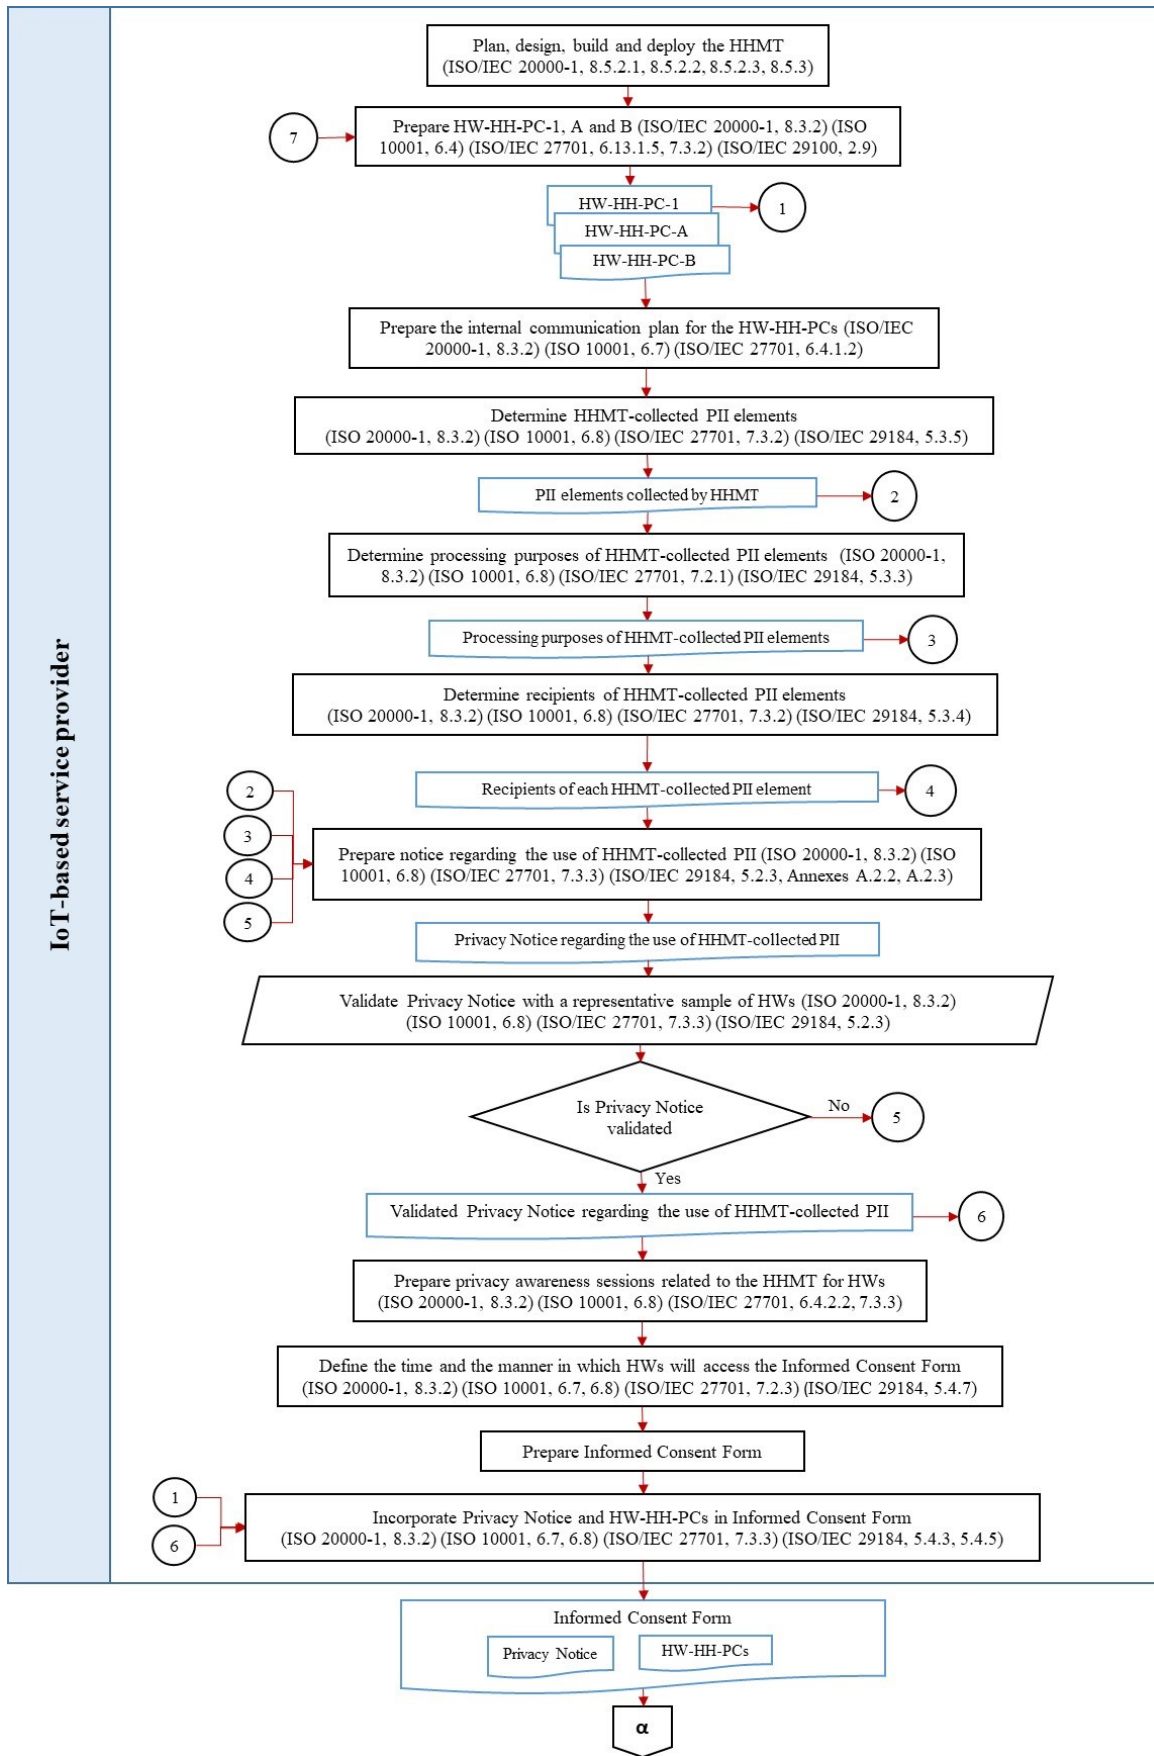 IoT-based service provider
Plan, design, build and deploy the HHMT
(ISO/IEC 20000-1, 8.5.2.1, 8.5.2.2, 8.5.2.3, 8.5.3)
7
Prepare HW-HH-PC-1, A and B (ISO/IEC 20000-1, 8.3.2) (ISO
10001, 6.4) (ISO/IEC 27701, 6.13.1.5, 7.3.2) (ISO/IEC 29100, 2.9)
HW-HH-PC-1
1
HW-HH-PC-A
HW-HH-PC-B
Prepare the internal communication plan for the HW-HH-PCs (ISO/IEC
20000-1, 8.3.2) (ISO 10001, 6.7) (ISO/IEC 27701, 6.4.1.2)
Determine HHMT-collected PII elements
(ISO 20000-1, 8.3.2) (ISO 10001, 6.8) (ISO/IEC 27701, 7.3.2) (ISO/IEC 29184, 5.3.5)
PII elements collected by HHMT
2
Determine processing purposes of HHMT-collected PII elements (ISO 20000-1,
8.3.2) (ISO 10001, 6.8) (ISO/IEC 27701, 7.2.1) (ISO/IEC 29184, 5.3.3)
Processing purposes of HHMT-collected PII elements
3
Determine recipients of HHMT-collected PII elements
(ISO 20000-1, 8.3.2) (ISO 10001, 6.8) (ISO/IEC 27701, 7.3.2) (ISO/IEC 29184, 5.3.4)
Recipients of each HHMT-collected PII element
4
2
3
4
5
Prepare notice regarding the use of HHMT-collected PII (ISO 20000-1, 8.3.2) (ISO
10001, 6.8) (ISO/IEC 27701, 7.3.3) (ISO/IEC 29184, 5.2.3, Annexes A.2.2, A.2.3)
Privacy Notice regarding the use of HHMT-collected PII
Validate Privacy Notice with a representative sample of HWs (ISO 20000-1, 8.3.2)
(ISO 10001, 6.8) (ISO/IEC 27701, 7.3.3) (ISO/IEC 29184, 5.2.3)
Is Privacy Notice
validated
No
5
Yes
Validated Privacy Notice regarding the use of HHMT-collected PII
6
Prepare privacy awareness sessions related to the HHMT for HWs
(ISO 20000-1, 8.3.2) (ISO 10001, 6.8) (ISO/IEC 27701, 6.4.2.2, 7.3.3)
Define the time and the manner in which HWs will access the Informed Consent Form
(ISO 20000-1, 8.3.2) (ISO 10001, 6.7, 6.8) (ISO/IEC 27701, 7.2.3) (ISO/IEC 29184, 5.4.7)
Prepare Informed Consent Form
1
6
Incorporate Privacy Notice and HW-HH-PCs in Informed Consent Form
(ISO 20000-1, 8.3.2) (ISO 10001, 6.7, 6.8) (ISO/IEC 27701, 7.3.3) (ISO/IEC 29184, 5.4.3, 5.4.5)
Informed Consent Form
Privacy Notice
HW-HH-PCs
α